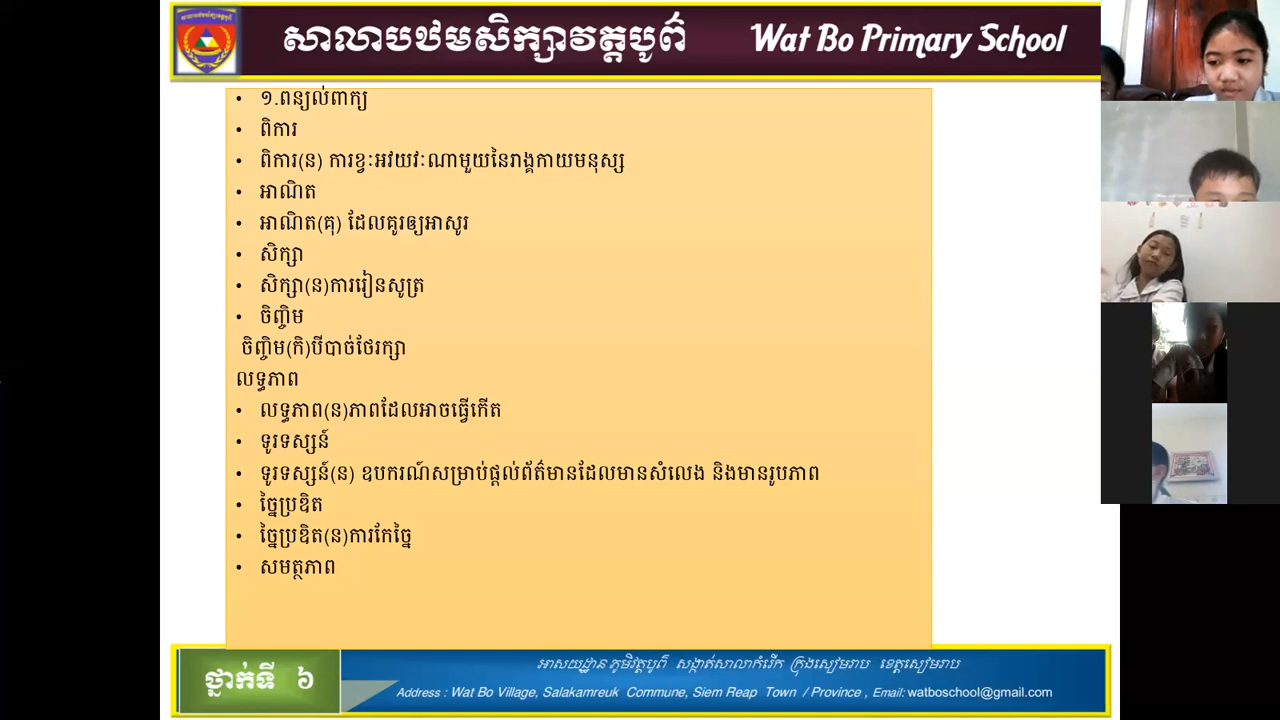 សាលាបឋមសិក្សាវត្តបូព៌ Wat Bo Primary School
• ១.ពន្យល់ពាក្យ
• ពិការ
• ពិការ(ន) ការខ្វះអវយវៈណាមួយនៃរាង្គកាយមនុស្ស
• អាណិត
• អាណិត(គុ) ដែលគូរឲ្យអាសូរ
• សិក្សា
• សិក្សា(ន)ការរៀនសូត្រ
• ចិញ្ចិម
ចិញ្ចិម(កិ)បីបាច់ថែរក្សា
លទ្ធភាព
• លទ្ធភាព(ន)ភាពដែលអាចធ្វើកើត
• ទូរទស្សន៍
• ទូរទស្សន៍(ន) ឧបករណ៍សម្រាប់ផ្តល់ព័ត៌មានដែលមានសំលេង និងមានរូបភាព
• ច្នៃប្រឌិត
• ច្នៃប្រឌិត(ន)ការកែច្នៃ
• សមត្ថភាព
ថ្នាក់ទី ៦
អាសយដ្ឋាន ភូមិវត្តបូព៌ សង្កាត់សាលាកំរើក ក្រុងសៀមរាប ខេត្តសៀមរាប
Address : Wat Bo Village, Salakamreuk Commune, Siem Reap Town / Province , Email: watboschool@gmail.com